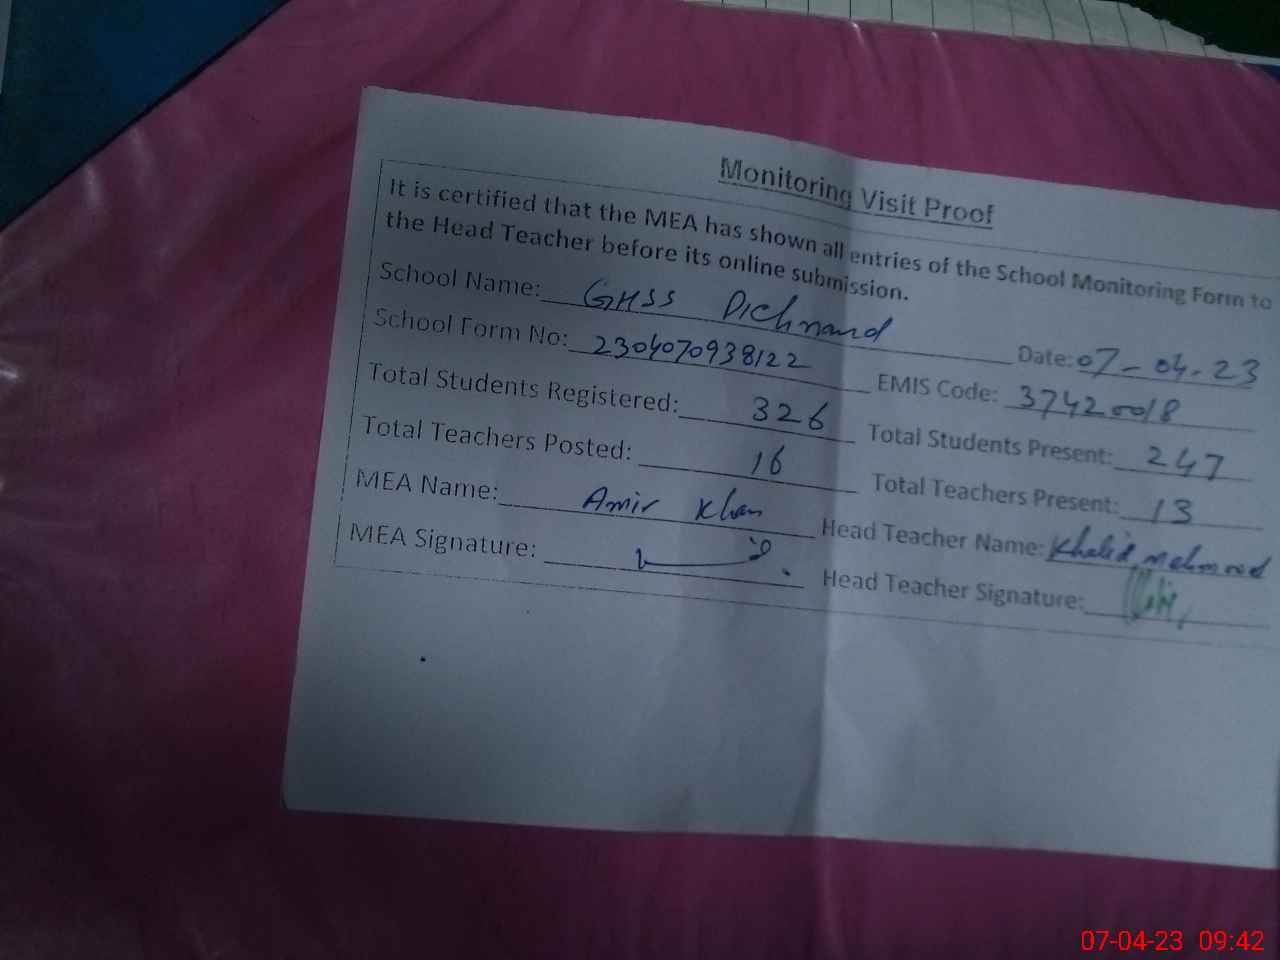 Monitoring Visit Proof
It is certified that the MEA has shown all entries of the School Monitoring Form to
the Head Teacher before its online submission.
School Name: GHSS Pichnand Date: 07-04-23
School Form No: 2304070938122 EMIS Code: 37420018
Total Students Registered: 326 Total Students Present: 247
Total Teachers Posted: 16 Total Teachers Present: 13
MEA Name: Amir Khan Head Teacher Name: Khalid Mehmood
MEA Signature: Head Teacher Signature:
07-04-23 09:42